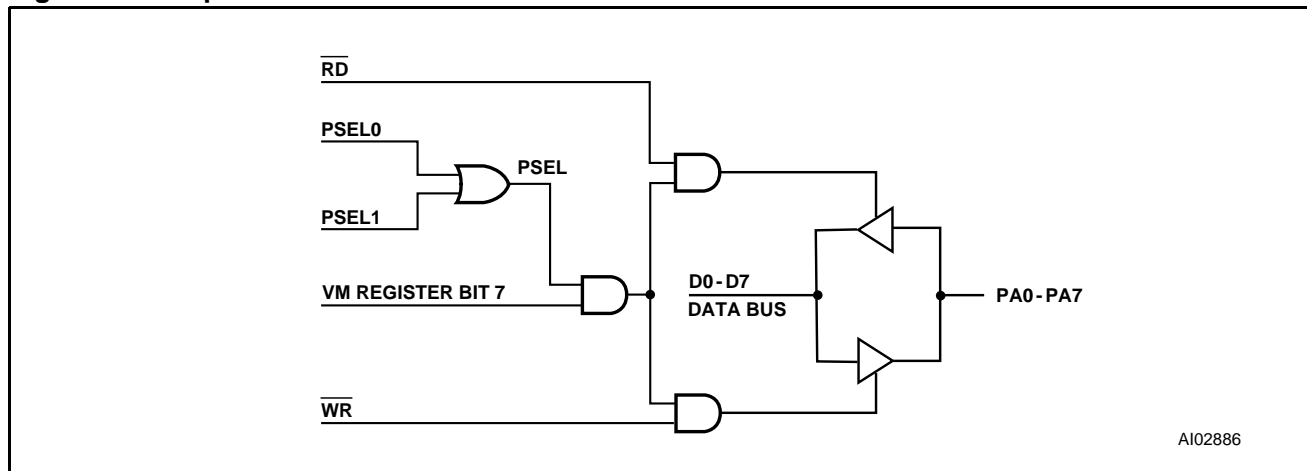 RD
PSEL0
PSEL
PSEL1
VM REGISTER BIT 7
D0-D7
DATA BUS
PA0-PA7
WR
AI02886